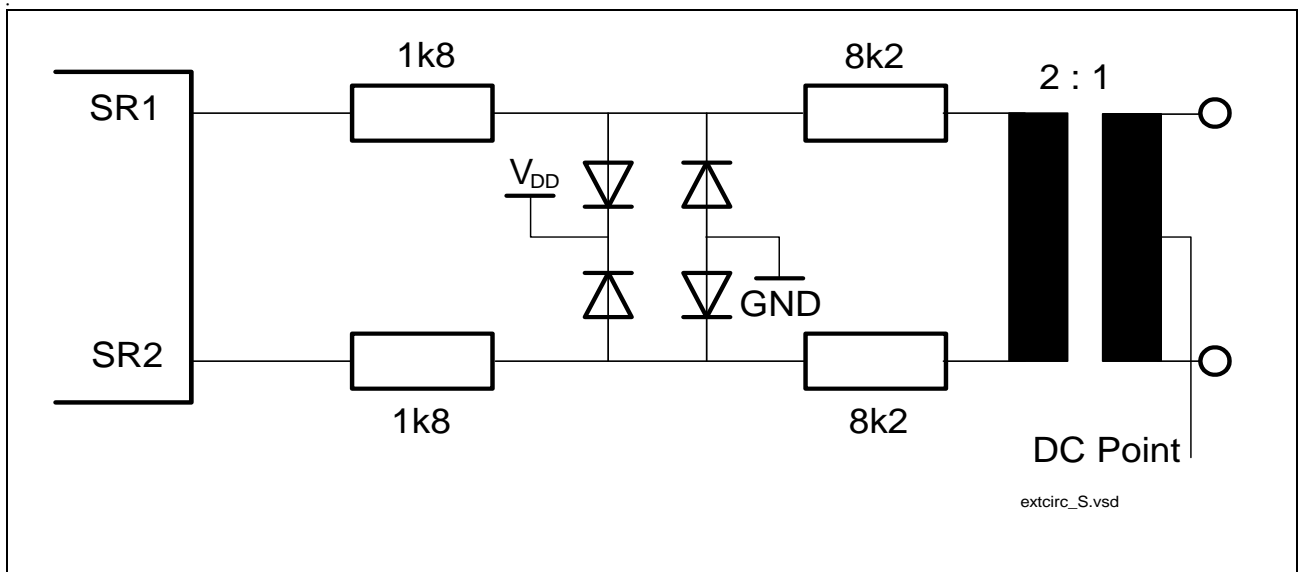 1k8
8k2
2 : 1
SR1
VDD
GND
SR2
1k8
8k2
DC Point
extcirc_S.vsd